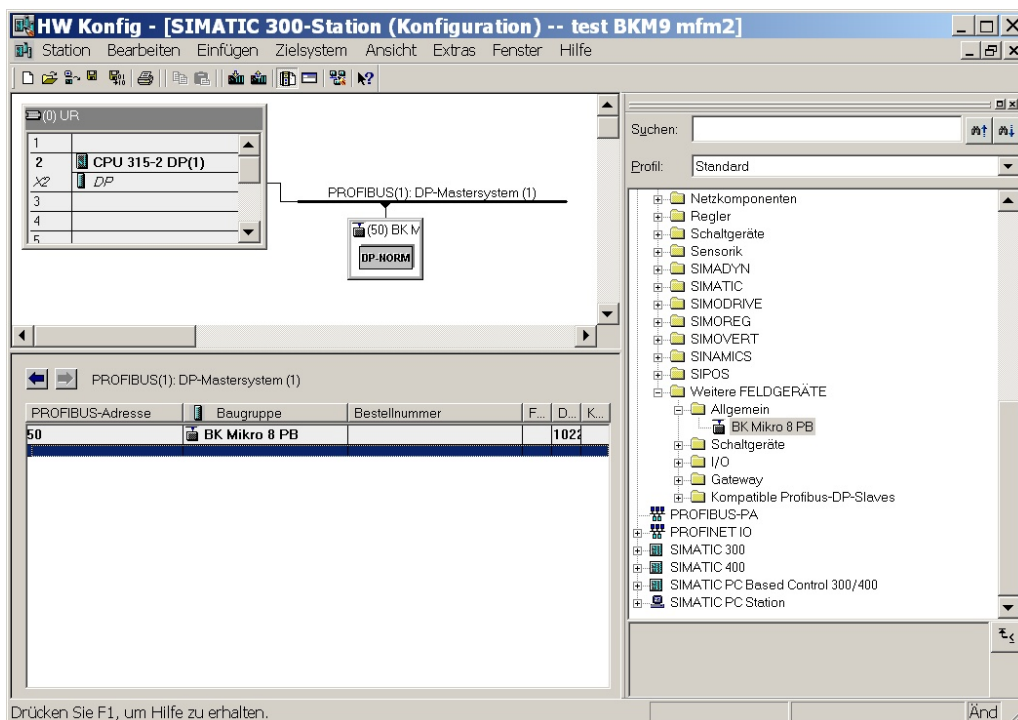 HW Konfig - [SIMATIC 300-Station (Konfiguration) -- test BKM9 mfm2]
Station Bearbeiten Einfügen Zielsystem Ansicht Extras Fenster Hilfe
(0) UR
1
2 CPU 315-2 DP(1)
X2 DP
3
4
5
PROFIBUS(1): DP-Mastersystem (1)
(50) BK M
DP-NORM
PROFIBUS(1): DP-Mastersystem (1)
PROFIBUS-Adresse Baugruppe Bestellnummer F... D... K...
50 BK Mikro 8 PB 1022
Suchen:
Profil: Standard
Netzkomponenten
Regler
Schaltgeräte
Sensorik
SIMADYN
SIMATIC
SIMODRIVE
SIMOREG
SIMOVERT
SINAMICS
SIPOS
Weitere FELDGERÄTE
Allgemein
BK Mikro 8 PB
Schaltgeräte
I/O
Gateway
Kompatible Profibus-DP-Slaves
PROFIBUS-PA
PROFINET IO
SIMATIC 300
SIMATIC 400
SIMATIC PC Based Control 300/400
SIMATIC PC Station
Drücken Sie F1, um Hilfe zu erhalten.
Änd